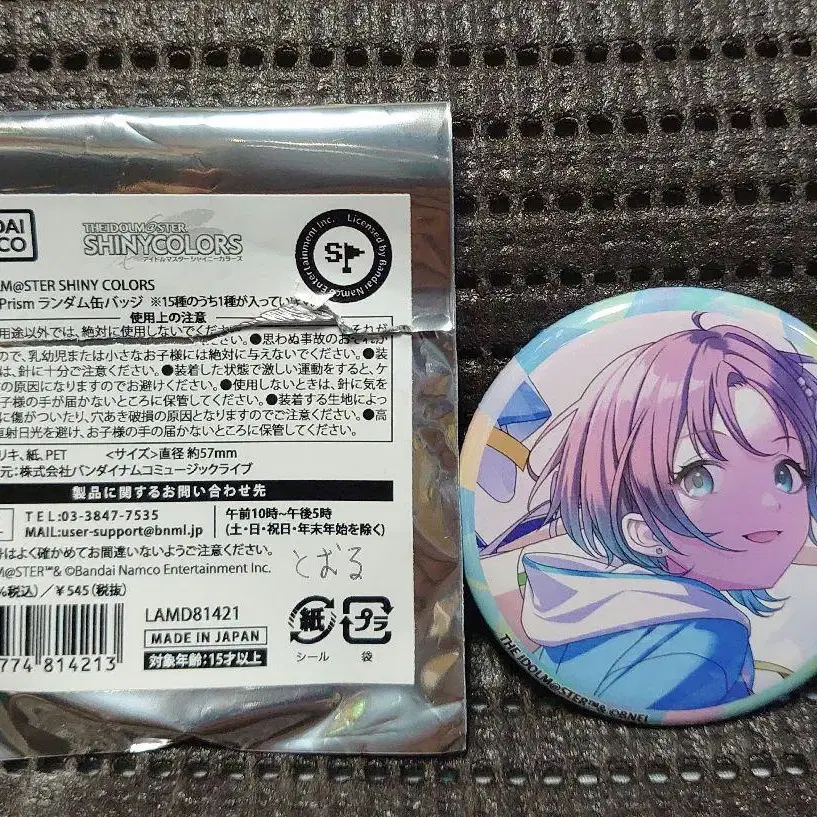 DAI
CO
THE IDOLM@STER
SHINYCOLORS
アイドルマスター シャイニーカラーズ
Licensed by Bandai Namco Entertainment Inc.
SP
M@STER SHINY COLORS
Prism ランダム缶バッジ ※15種のうち1種が入ってい
使用上の注意
用途以外では、絶対に使用しないでくださ ●思わぬ事故のおそれが
ので、乳幼児または小さなお子様には絶対に与えないでください。●装
は、針に十分ご注意ください。●装着した状態で激しい運動をすると、ケ
の原因になりますのでお避けください。●使用しないときは、針に気を
子様の手が届かないところに保管してください。●装着する生地によっ
に傷がついたり、穴あき破損の原因となりますのでご注意ください。●高
直射日光を避け、お子様の手の届かないところに保管してください。
リキ、紙、PET <サイズ>直径 約57mm
元:株式会社バンダイナムコミュージックライブ
製品に関するお問い合わせ先
TEL:03-3847-7535
MAIL:user-support@bnml.jp
午前10時~午後5時
(土・日・祝日・年末年始を除く)
はよく確かめてお間違いないようご注意ください。
M@STER™& ©Bandai Namco Entertainment Inc.
とおる
%税込)/¥545(税抜)
774814213
LAMD81421
MADE IN JAPAN
対象年齢:15才以上
紙
シール
プラ
袋
THE IDOLM@STER™& ©BNEI